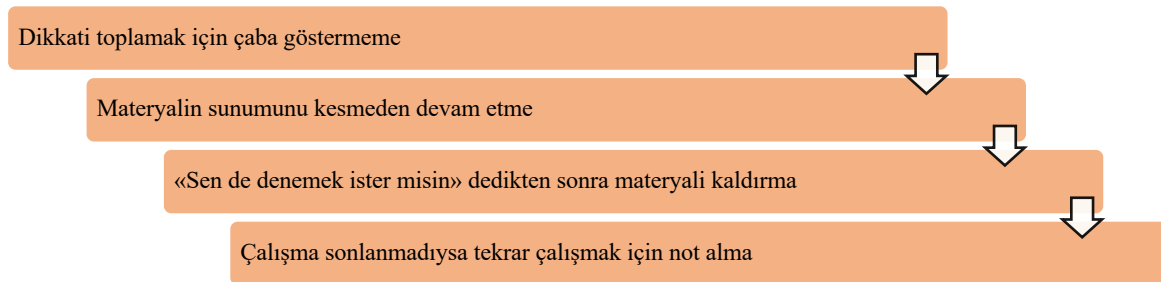 Dikkati toplamak için çaba göstermeme
Materyalin sunumunu kesmeden devam etme
«Sen de denemek ister misin» dedikten sonra materyali kaldırma
Çalışma sonlanmadıysa tekrar çalışmak için not alma